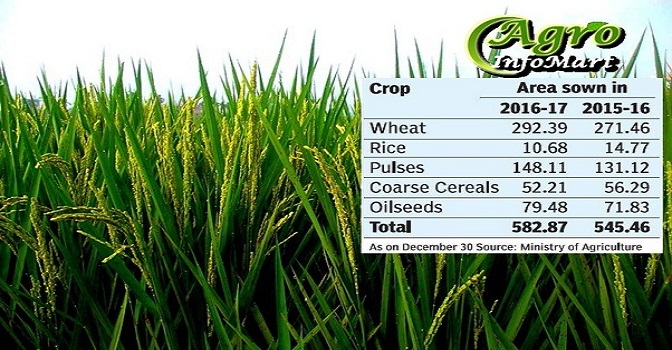 Agro
InfoMart
Crop Area sown in
2016-17 2015-16
Wheat 292.39 271.46
Rice 10.68 14.77
Pulses 148.11 131.12
Coarse Cereals 52.21 56.29
Oilseeds 79.48 71.83
Total 582.87 545.46
As on December 30 Source: Ministry of Agriculture